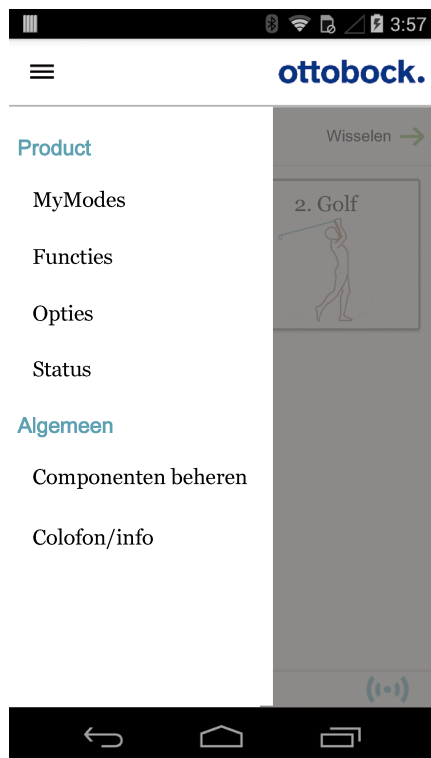 3:57
ottobock.
Product
Wisselen
MyModes
2. Golf
Functies
Opties
Status
Algemeen
Componenten beheren
Colofon/info